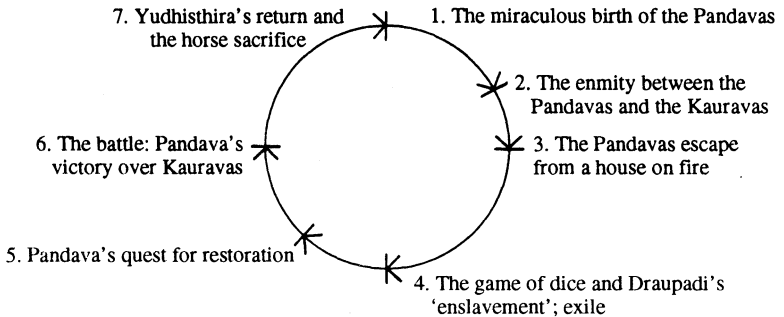 1. The miraculous birth of the Pandavas
2. The enmity between the
Pandavas and the Kauravas
3. The Pandavas escape
from a house on fire
4. The game of dice and Draupadi's
'enslavement'; exile
5. Pandava's quest for restoration
6. The battle: Pandava's
victory over Kauravas
7. Yudhisthira's return and
the horse sacrifice